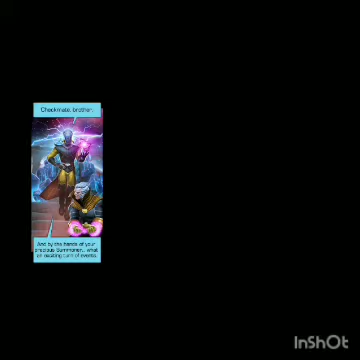 Checkmate, brother.
And by the hands of your
precious Summoner... what
an exciting turn of events.
InShOt